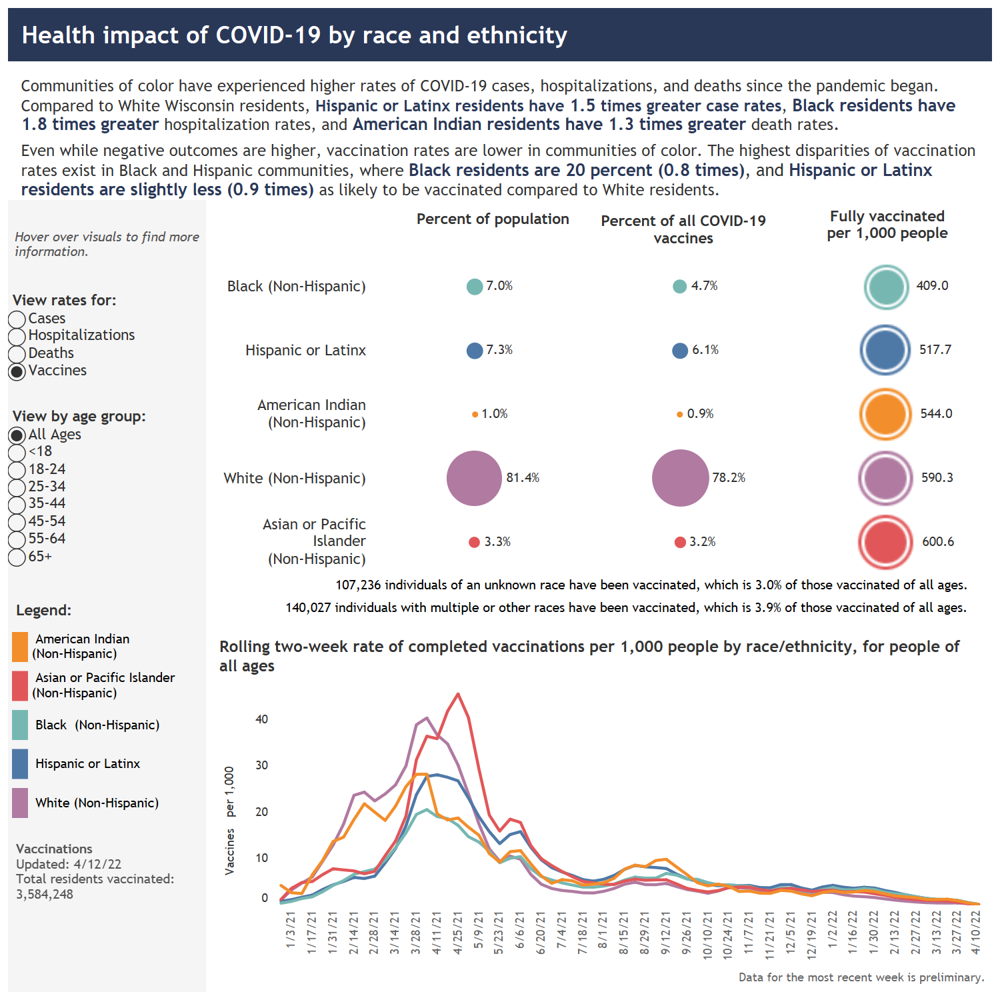 Health impact of COVID-19 by race and ethnicity
Communities of color have experienced higher rates of COVID-19 cases, hospitalizations, and deaths since the pandemic began.
Compared to White Wisconsin residents, Hispanic or Latinx residents have 1.5 times greater case rates, Black residents have
1.8 times greater hospitalization rates, and American Indian residents have 1.3 times greater death rates.
Even while negative outcomes are higher, vaccination rates are lower in communities of color. The highest disparities of vaccination
rates exist in Black and Hispanic communities, where Black residents are 20 percent (0.8 times), and Hispanic or Latinx
residents are slightly less (0.9 times) as likely to be vaccinated compared to White residents.
Hover over visuals to find more
information.
View rates for:
Cases
Hospitalizations
Deaths
Vaccines
View by age group:
All Ages
<18
18-24
25-34
35-44
45-54
55-64
65+
Legend:
American Indian
(Non-Hispanic)
Asian or Pacific Islander
(Non-Hispanic)
Black (Non-Hispanic)
Hispanic or Latinx
White (Non-Hispanic)
Vaccinations
Updated: 4/12/22
Total residents vaccinated:
3,584,248
Percent of population
Percent of all COVID-19
vaccines
Fully vaccinated
per 1,000 people
Black (Non-Hispanic)
7.0%
4.7%
409.0
Hispanic or Latinx
7.3%
6.1%
517.7
American Indian
(Non-Hispanic)
1.0%
0.9%
544.0
White (Non-Hispanic)
81.4%
78.2%
590.3
Asian or Pacific
Islander
(Non-Hispanic)
3.3%
3.2%
600.6
107,236 individuals of an unknown race have been vaccinated, which is 3.0% of those vaccinated of all ages.
140,027 individuals with multiple or other races have been vaccinated, which is 3.9% of those vaccinated of all ages.
Rolling two-week rate of completed vaccinations per 1,000 people by race/ethnicity, for people of
all ages
Vaccines per 1,000
40
30
20
10
0
1/3/21
1/17/21
1/31/21
2/14/21
2/28/21
3/14/21
3/28/21
4/11/21
4/25/21
5/9/21
5/23/21
6/6/21
6/20/21
7/4/21
7/18/21
8/1/21
8/15/21
8/29/21
9/12/21
9/26/21
10/10/21
10/24/21
11/7/21
11/21/21
12/5/21
12/19/21
1/2/22
1/16/22
1/30/22
2/13/22
2/27/22
3/13/22
3/27/22
4/10/22
Data for the most recent week is preliminary.